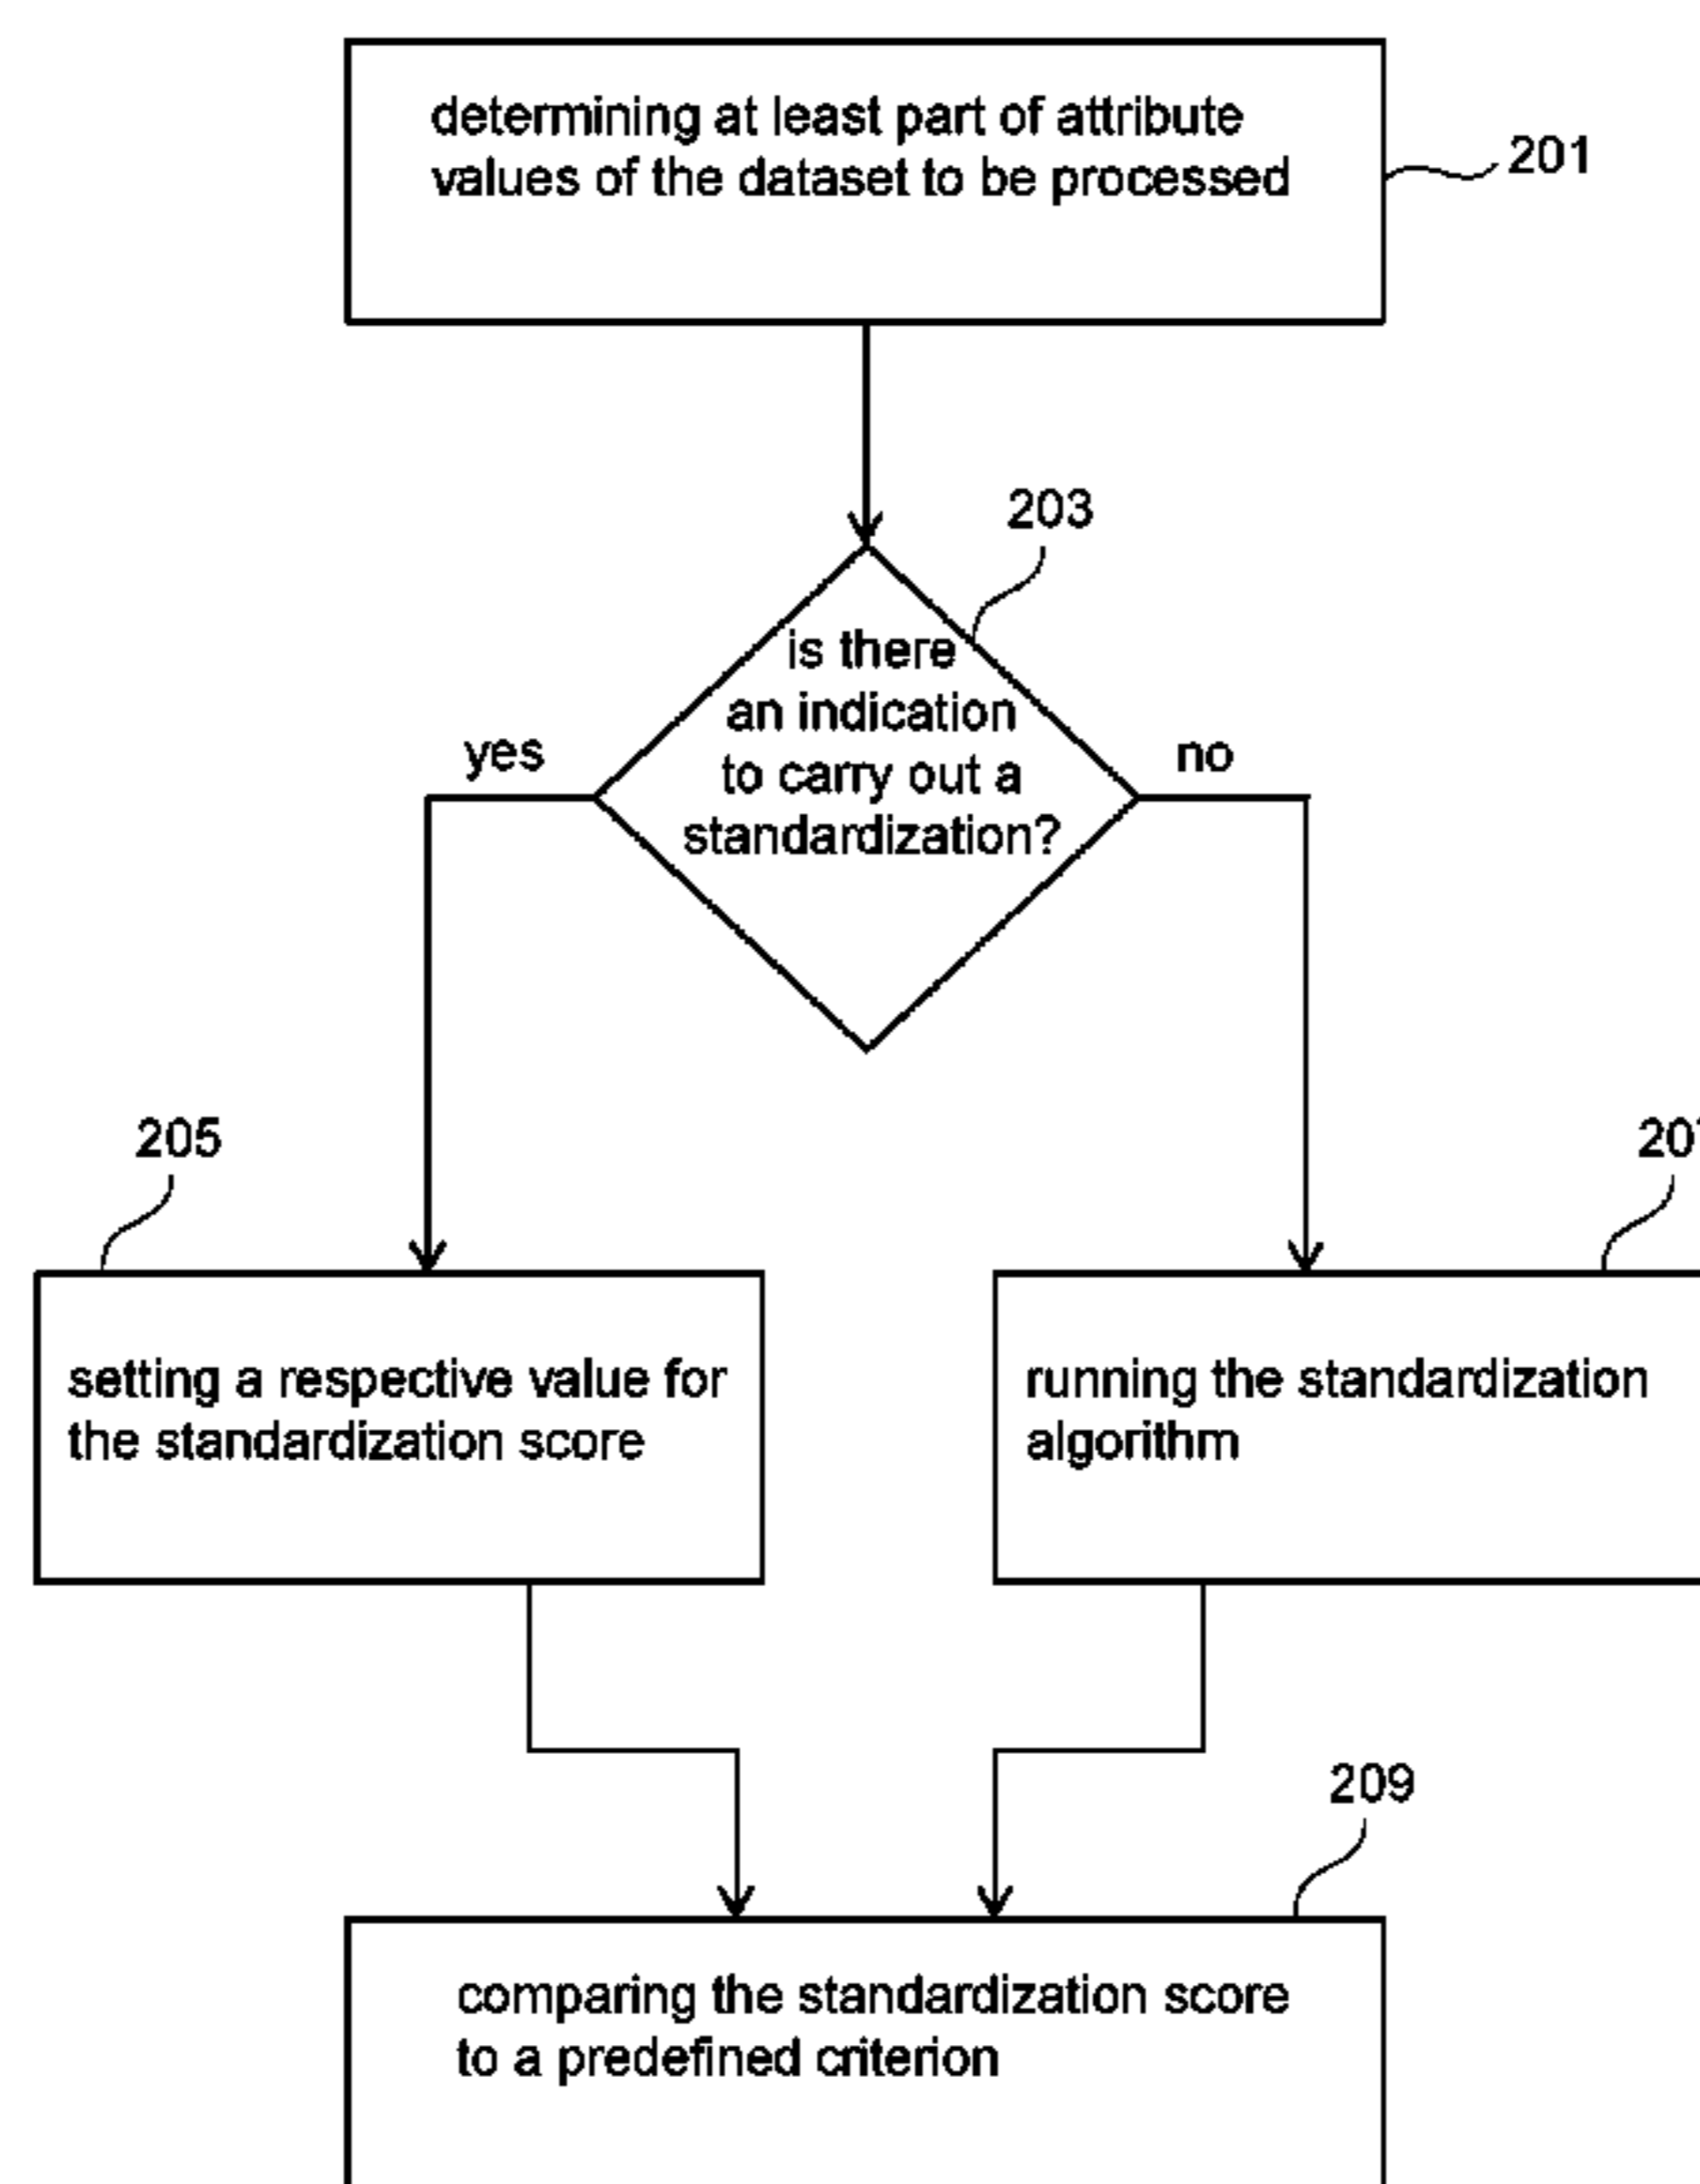 determining at least part of attribute
values of the dataset to be processed
201
203
is there
an indication
to carry out a
standardization?
yes
no
205
setting a respective value for
the standardization score
running the standardization
algorithm
209
comparing the standardization score
to a predefined criterion